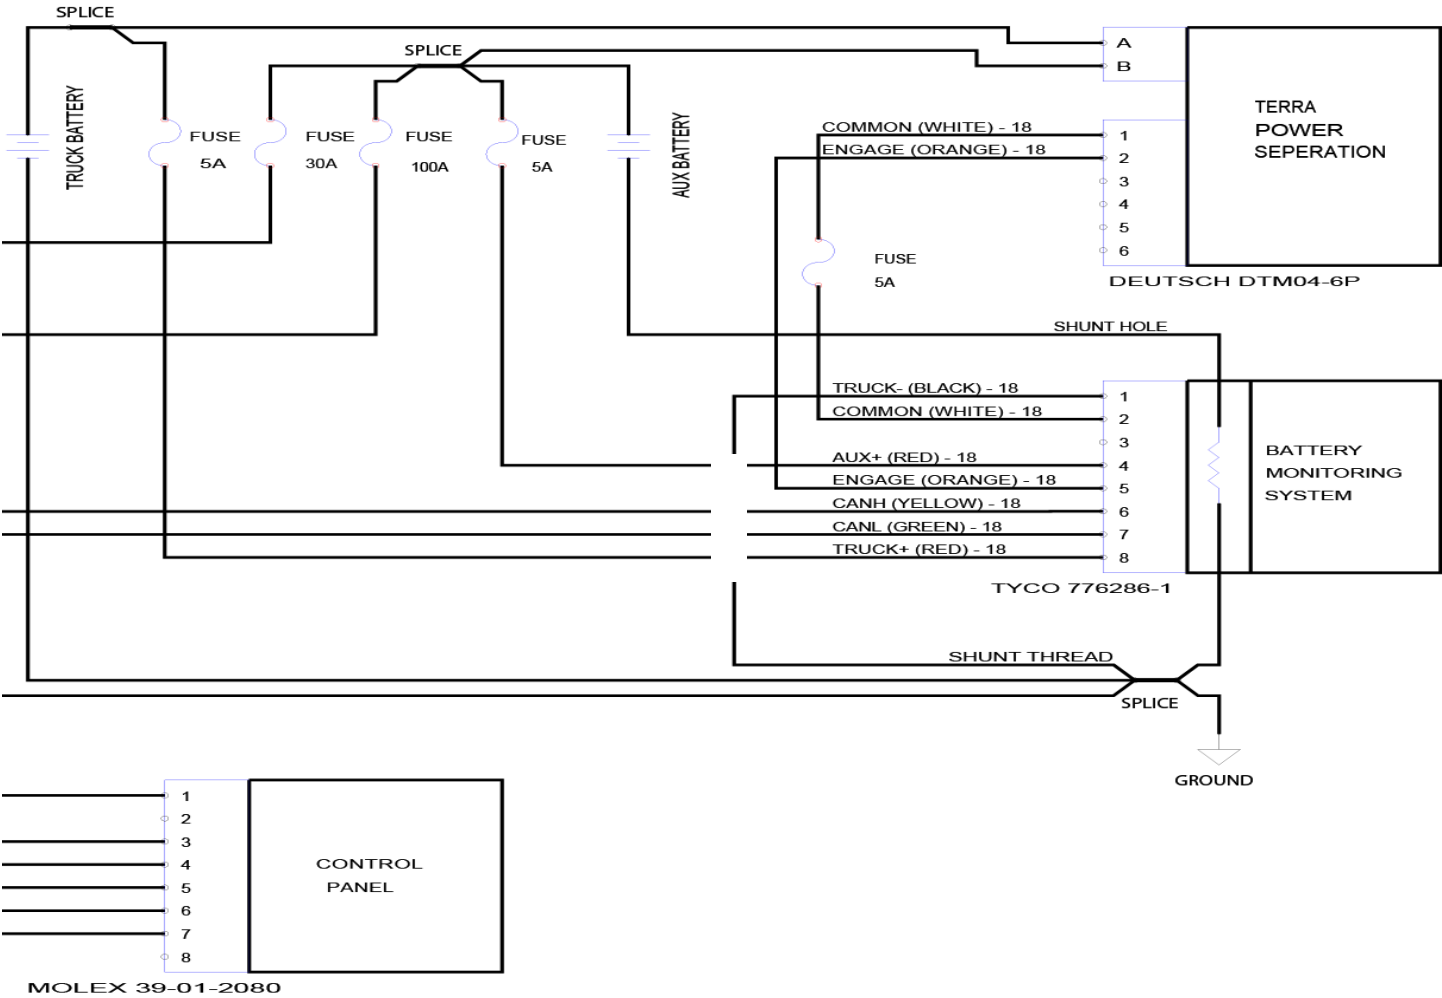 SPLICE
SPLICE
A
B
TRUCK BATTERY
FUSE
5A
FUSE
30A
FUSE
100A
FUSE
5A
AUX BATTERY
TERRA
POWER
SEPERATION
COMMON (WHITE) - 18
ENGAGE (ORANGE) - 18
1
2
3
4
5
6
FUSE
5A
DEUTSCH DTM04-6P
SHUNT HOLE
TRUCK- (BLACK) - 18
COMMON (WHITE) - 18
AUX+ (RED) - 18
ENGAGE (ORANGE) - 18
CANH (YELLOW) - 18
CANL (GREEN) - 18
TRUCK+ (RED) - 18
1
2
3
4
5
6
7
8
BATTERY
MONITORING
SYSTEM
TYCO 776286-1
SHUNT THREAD
SPLICE
GROUND
1
2
3
4
5
6
7
8
CONTROL
PANEL
MOLEX 39-01-2080